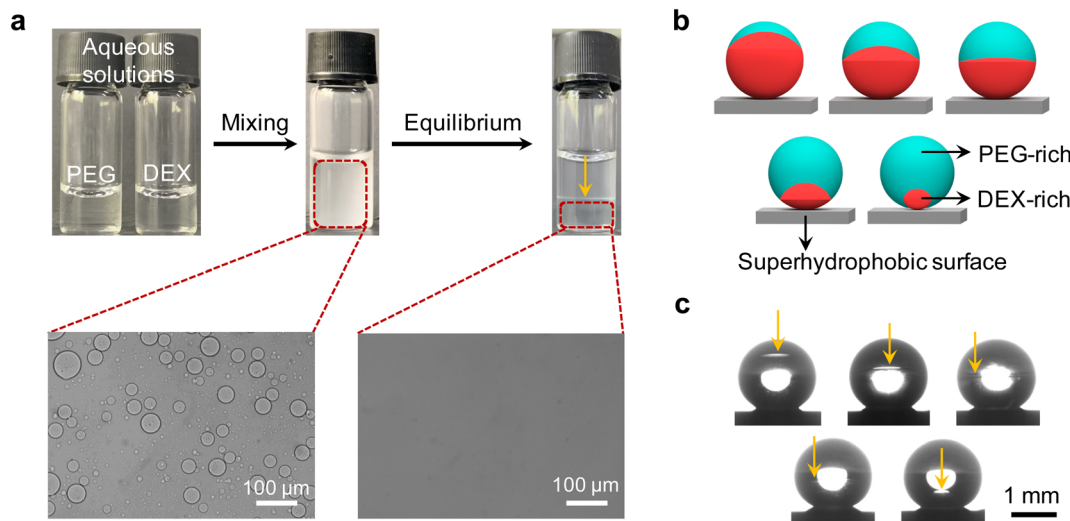 a
Aqueous
solutions
PEG
DEX
Mixing
Equilibrium
100 µm
100 µm
b
PEG-rich
DEX-rich
Superhydrophobic surface
c
1 mm